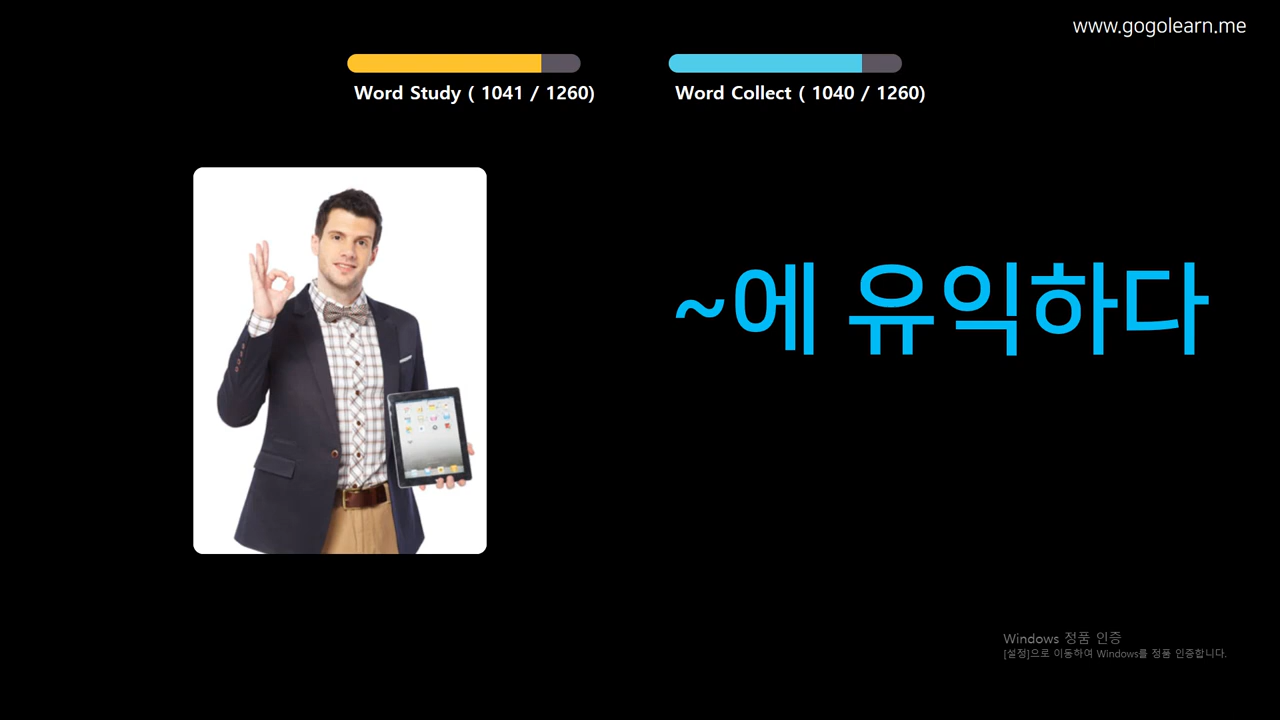 www.gogolearn.me
Word Study ( 1041 / 1260)
Word Collect ( 1040 / 1260)
~에 유익하다
Windows 정품 인증
[설정]으로 이동하여 Windows를 정품 인증합니다.